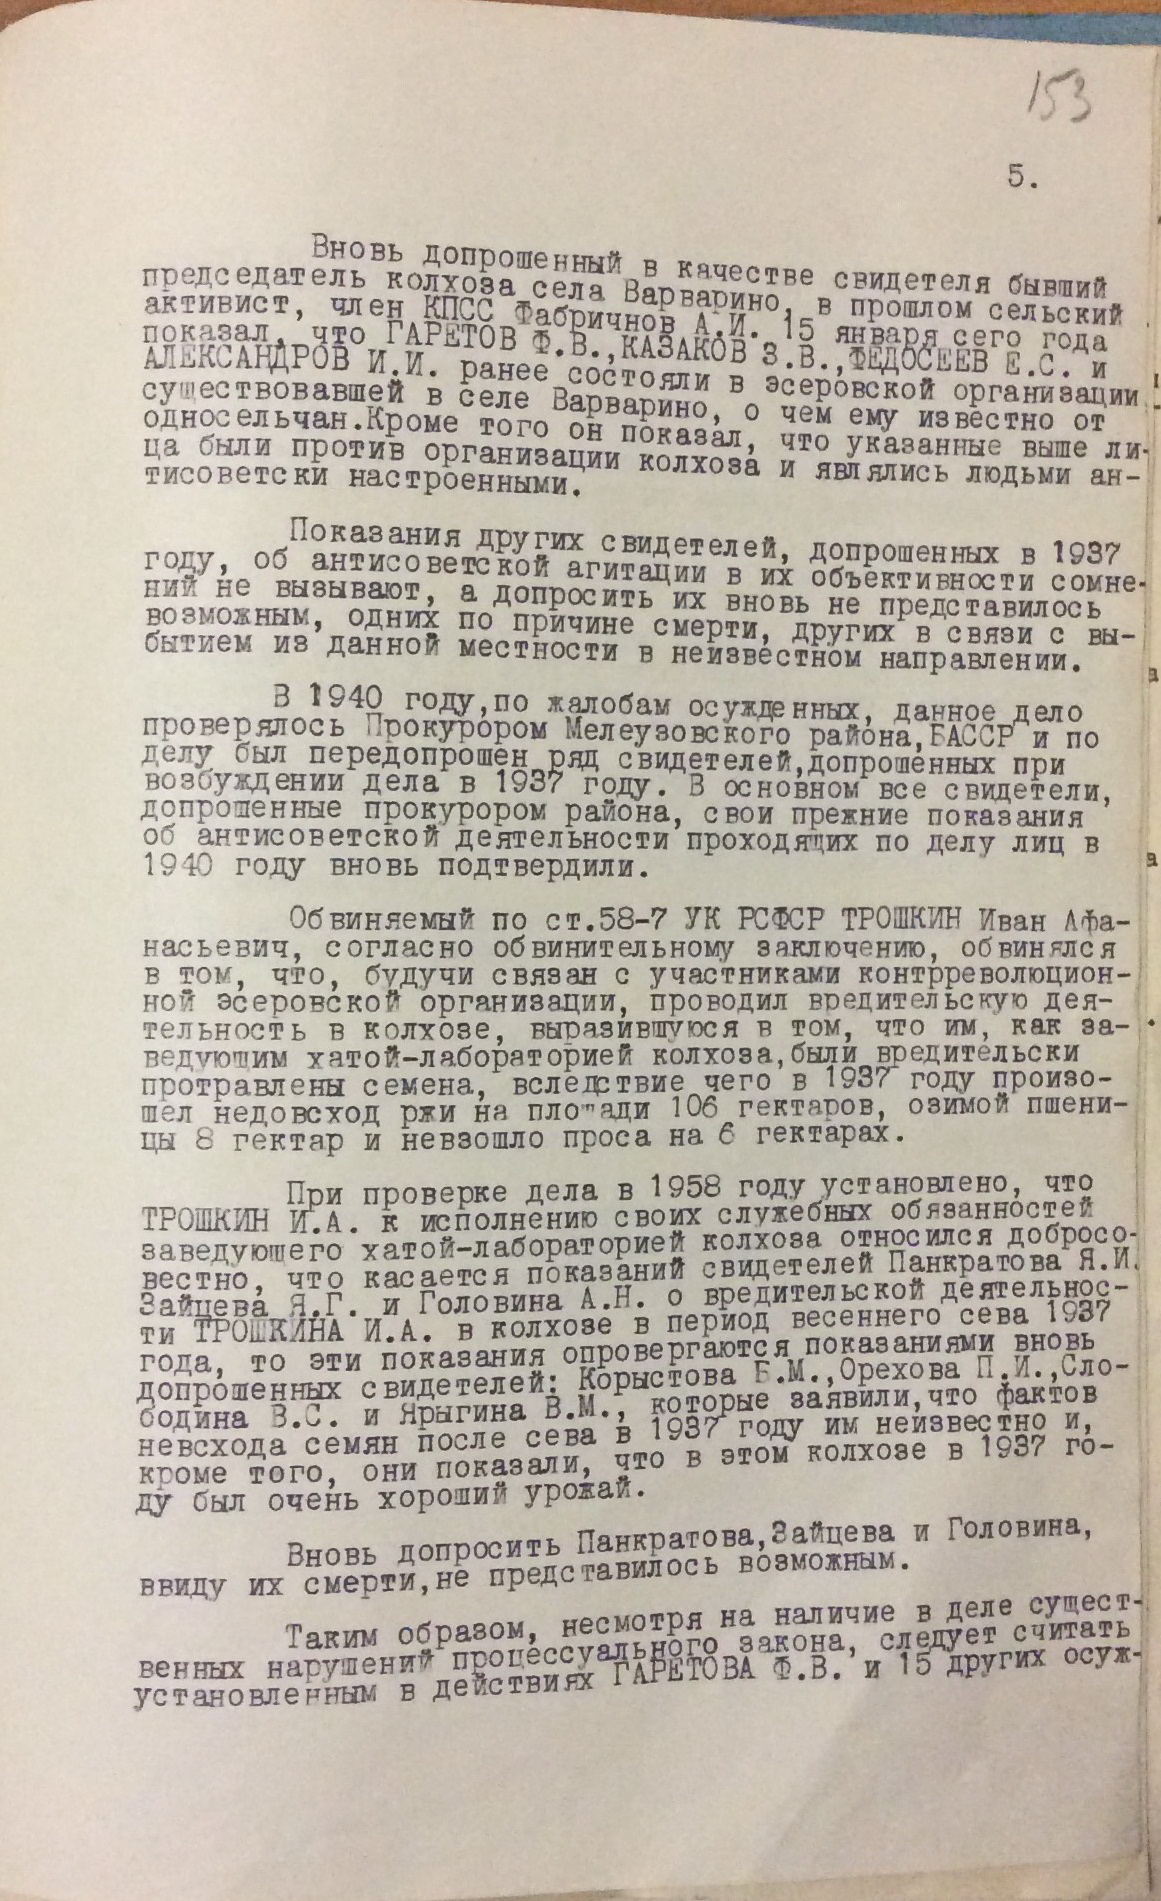 153
5.
Вновь допрошенный в качестве свидетеля бывший
председатель колхоза села Варварино, в прошлом сельский
активист, член КПСС Фабричнов А.И. 15 января сего года
показал, что ГАРЕТОВ Ф.В.,КАЗАКОВ З.В.,ФЕДОСЕЕВ Е.С. и
АЛЕКСАНДРОВ И.И. ранее состояли в эсеровской организации
существовавшей в селе Варварино, о чем ему известно от
односельчан.Кроме того он показал, что указанные выше ли-
ца были против организации колхоза и являлись людьми ан-
тисоветски настроенными.
Показания других свидетелей, допрошенных в 1937
году, об антисоветской агитации в их объективности сомне-
ний не вызывают, а допросить их вновь не представилось
возможным, одних по причине смерти, других в связи с вы-
бытием из данной местности в неизвестном направлении.
В 1940 году,по жалобам осужденных, данное дело
проверялось Прокурором Мелеузовского района,БАССР и по
делу был передопрошен ряд свидетелей,допрошенных при
возбуждении дела в 1937 году. В основном все свидетели,
допрошенные прокурором района, свои прежние показания
об антисоветской деятельности проходящих по делу лиц в
1940 году вновь подтвердили.
Обвиняемый по ст.58-7 УК РСФСР ТРОШКИН Иван Афа-
насьевич, согласно обвинительному заключению, обвинялся
в том, что, будучи связан с участниками контрреволюцион-
ной эсеровской организации, проводил вредительскую дея-
тельность в колхозе, выразившуюся в том, что им, как за-
ведующим хатой-лабораторией колхоза,были вредительски
протравлены семена, вследствие чего в 1937 году произо-
шел недовсход ржи на площади 106 гектаров, озимой пшени-
цы 8 гектар и невзошло проса на 6 гектарах.
При проверке дела в 1958 году установлено, что
ТРОШКИН И.А. к исполнению своих служебных обязанностей
заведующего хатой-лабораторией колхоза относился добросо-
вестно, что касается показаний свидетелей Панкратова Я.И.
Зайцева Я.Г. и Головина А.Н. о вредительской деятельнос-
ти ТРОШКИНА И.А. в колхозе в период весеннего сева 1937
года, то эти показания опровергаются показаниями вновь
допрошенных свидетелей: Корыстова Б.М.,Орехова П.И.,Сло-
бодина В.С. и Ярыгина В.М., которые заявили,что фактов
невсхода семян после сева в 1937 году им неизвестно и,
кроме того, они показали, что в этом колхозе в 1937 го-
ду был очень хороший урожай.
Вновь допросить Панкратова,Зайцева и Головина,
ввиду их смерти,не представилось возможным.
Таким образом, несмотря на наличие в деле сущест-
венных нарушений процессуального закона, следует считать
установленным в действиях ГАРЕТОВА Ф.В. и 15 других осуж-